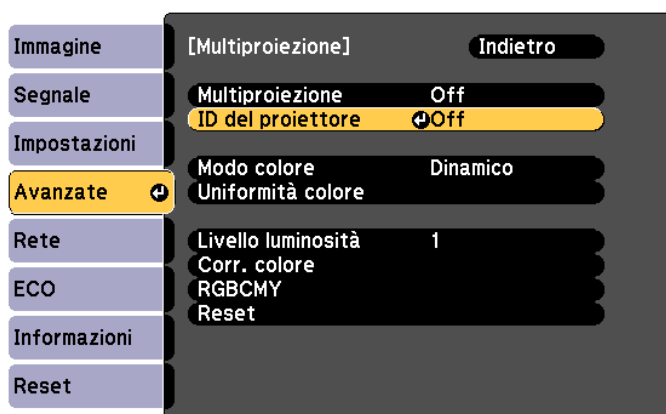 Immagine
Segnale
Impostazioni
Avanzate
Rete
ECO
Informazioni
Reset
[Multiproiezione] Indietro
Multiproiezione Off
ID del proiettore Off
Modo colore Dinamico
Uniformità colore
Livello luminosità 1
Corr. colore
RGBCMY
Reset